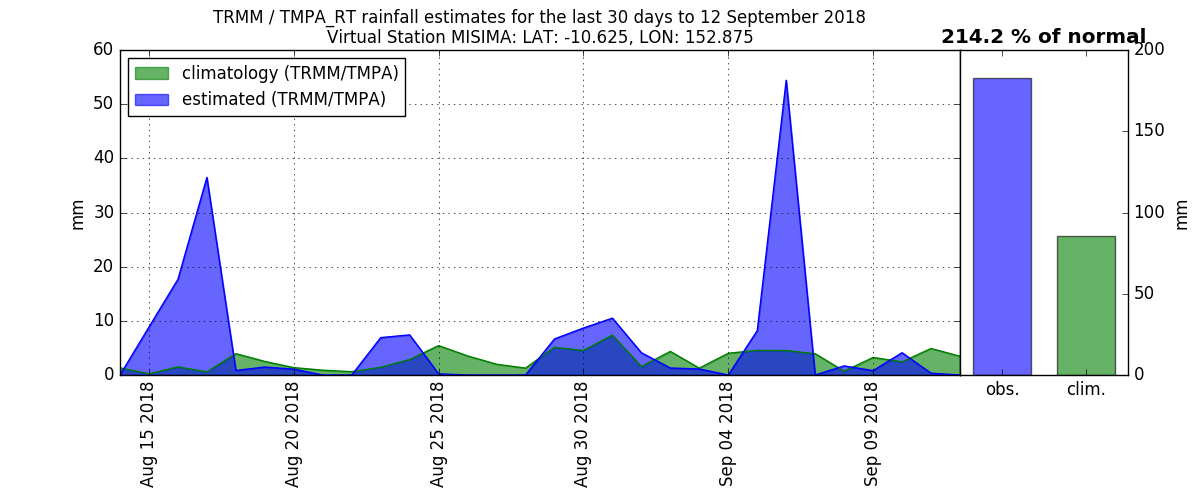 TRMM / TMPA_RT rainfall estimates for the last 30 days to 12 September 2018
Virtual Station MISIMA: LAT: -10.625, LON: 152.875
214.2 % of normal
climatology (TRMM/TMPA)
estimated (TRMM/TMPA)
60
50
40
30
20
10
0
mm
Aug 15 2018
Aug 20 2018
Aug 25 2018
Aug 30 2018
Sep 04 2018
Sep 09 2018
200
150
100
50
0
mm
obs.
clim.